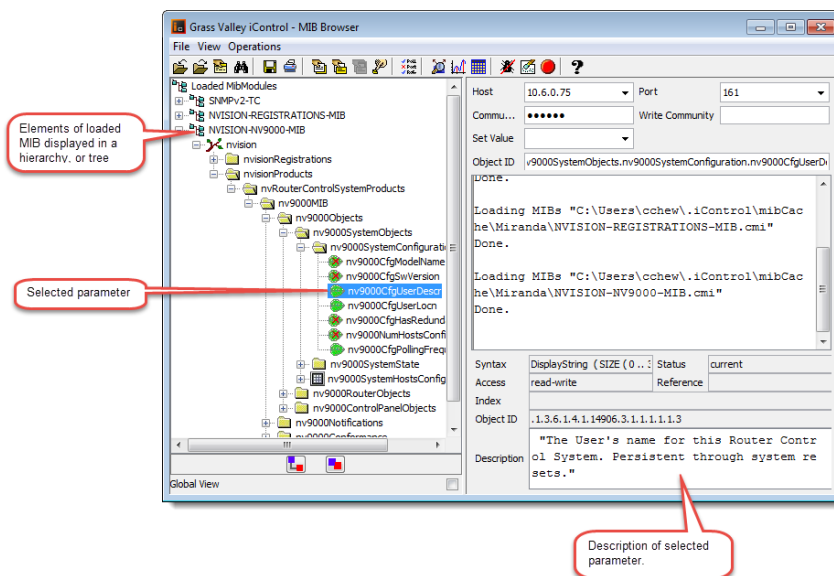 Grass Valley iControl - MIB Browser
File View Operations
Loaded MibModules
SNMPv2-TC
NVISION-REGISTRATIONS-MIB
NVISION-NV9000-MIB
nvision
nvisionRegistrations
nvisionProducts
nvRouterControlSystemProducts
nv9000MIB
nv9000Objects
nv9000SystemObjects
nv9000SystemConfigurati
nv9000CfgModelName
nv9000CfgSwVersion
nv9000CfgUserDescr
nv9000CfgUserLocn
nv9000CfgHasRedund
nv9000NumHostsConfi
nv9000CfgPollingFreq
nv9000SystemState
nv9000SystemHostsConfig
nv9000RouterObjects
nv9000ControlPanelObjects
nv9000Notifications
nv9000Conformance
Global View
Host 10.6.0.75 Port 161
Commu... ●●●●●● Write Community
Set Value
Object ID v9000SystemObjects.nv9000SystemConfiguration.nv9000CfgUserD
Done.
Loading MIBs "C:\Users\cchew\.iControl\mibCac
he\Miranda\NVISION-REGISTRATIONS-MIB.cmi"
Done.
Loading MIBs "C:\Users\cchew\.iControl\mibCac
he\Miranda\NVISION-NV9000-MIB.cmi"
Done.
Syntax DisplayString (SIZE (0 .. Status current
Access read-write Reference
Index
Object ID .1.3.6.1.4.1.14906.3.1.1.1.1.1.3
Description "The User's name for this Router Contr
ol System. Persistent through system re
sets."
Elements of loaded
MIB displayed in a
hierarchy, or tree
Selected parameter
Description of selected
parameter.